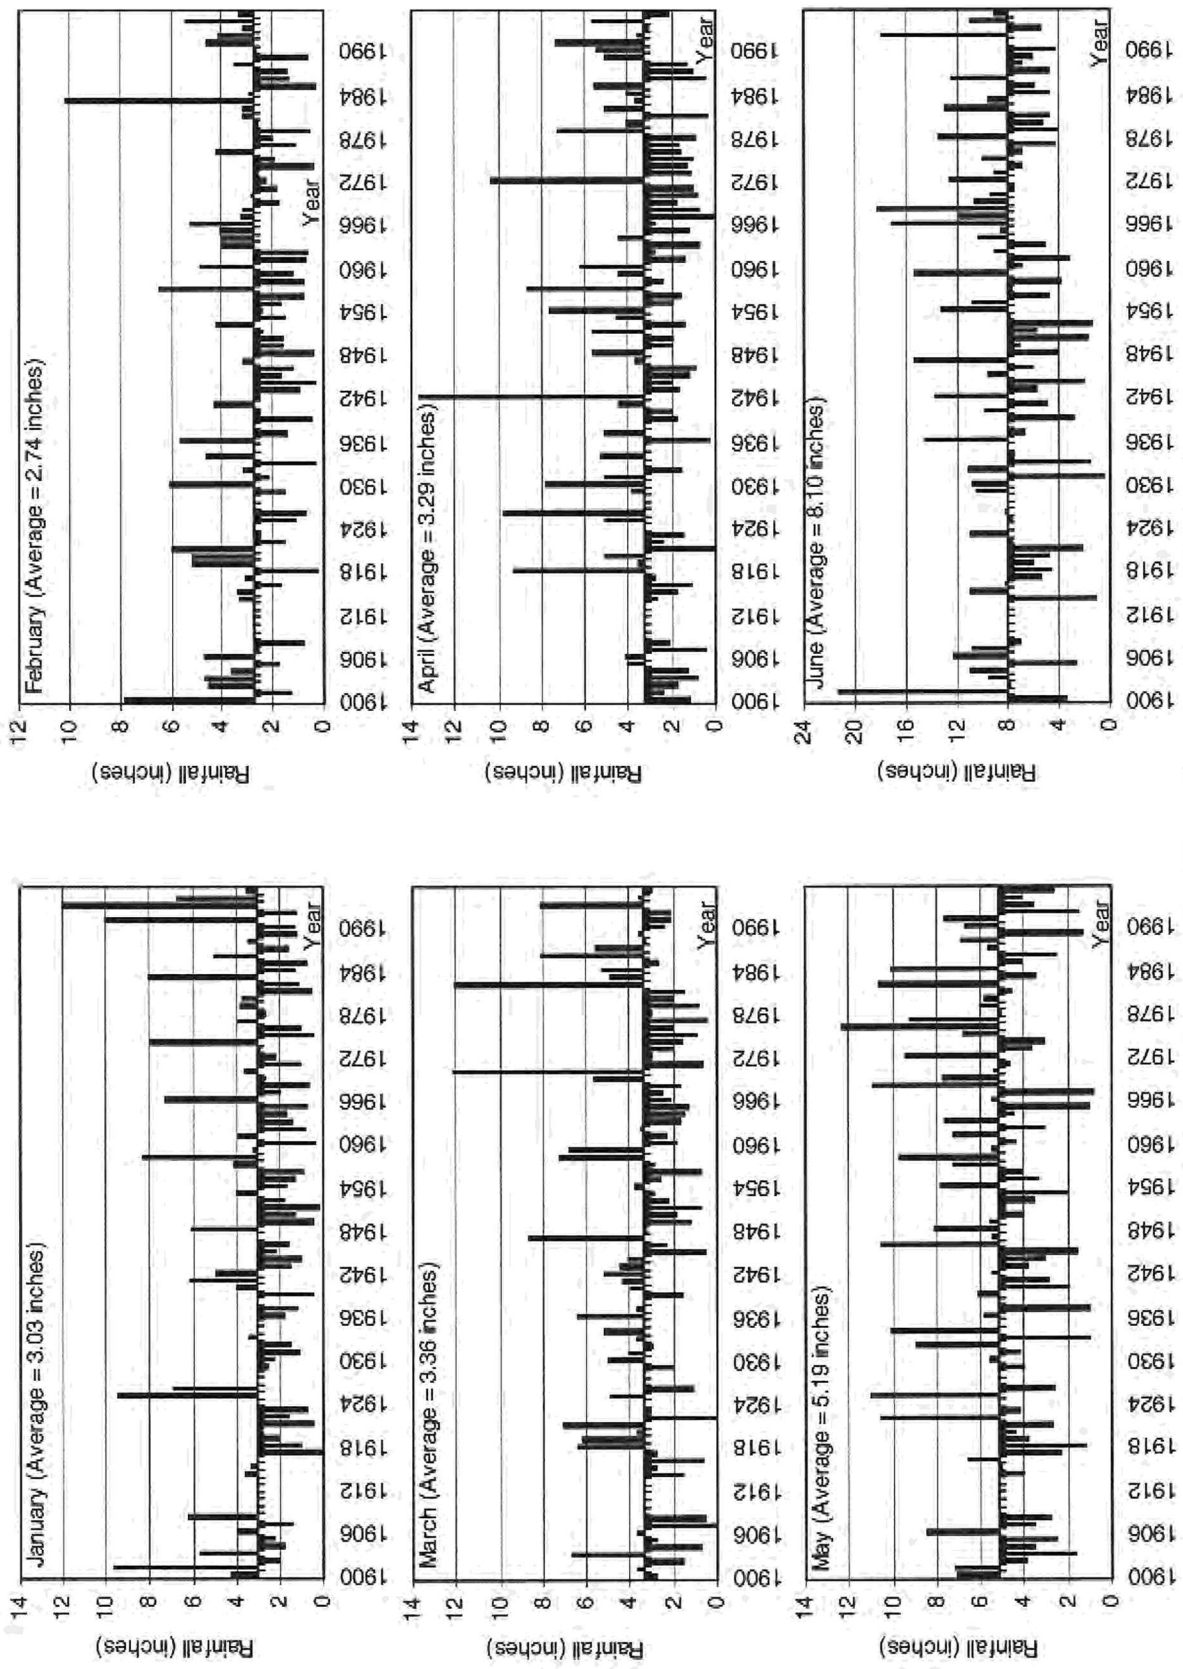 January (Average = 3.03 inches)
Rainfall (inches)
14
12
10
8
6
4
2
0
Year
1900 1906 1912 1918 1924 1930 1936 1942 1948 1954 1960 1966 1972 1978 1984 1990
February (Average = 2.74 inches)
Rainfall (inches)
12
10
8
6
4
2
0
Year
1900 1906 1912 1918 1924 1930 1936 1942 1948 1954 1960 1966 1972 1978 1984 1990
March (Average = 3.36 inches)
Rainfall (inches)
14
12
10
8
6
4
2
0
Year
1900 1906 1912 1918 1924 1930 1936 1942 1948 1954 1960 1966 1972 1978 1984 1990
April (Average = 3.29 inches)
Rainfall (inches)
14
12
10
8
6
4
2
0
Year
1900 1906 1912 1918 1924 1930 1936 1942 1948 1954 1960 1966 1972 1978 1984 1990
May (Average = 5.19 inches)
Rainfall (inches)
14
12
10
8
6
4
2
0
Year
1900 1906 1912 1918 1924 1930 1936 1942 1948 1954 1960 1966 1972 1978 1984 1990
June (Average = 8.10 inches)
Rainfall (inches)
24
20
16
12
8
4
0
Year
1900 1906 1912 1918 1924 1930 1936 1942 1948 1954 1960 1966 1972 1978 1984 1990